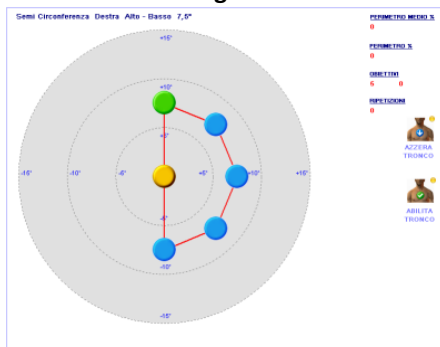 Semi Circonferenza Destra Alto - Basso 7,5°
PERIMETRO MEDIO %
0
PERIMETRO %
0
OBIETTIVI
5 0
RIPETIZIONI
0
AZZERA
TRONCO
ABILITA
TRONCO
+15°
+10°
+5°
-15° -10° -5° +5° +10° +15°
-5°
-10°
-15°